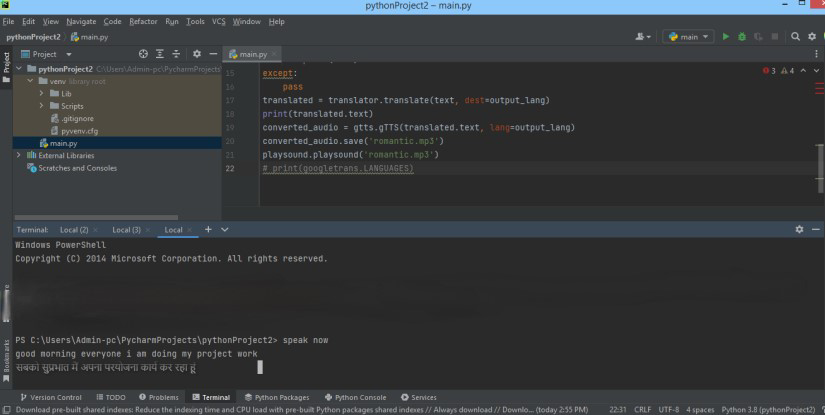 pythonProject2 – main.py
File Edit View Navigate Code Refactor Run Tools VCS Window Help
pythonProject2 main.py
main
Project
main.py
Project
pythonProject2 C:\Users\Admin-pc\PycharmProjects
venv library root
Lib
Scripts
.gitignore
pyvenv.cfg
main.py
External Libraries
Scratches and Consoles
3 4
15 except:
16 pass
17 translated = translator.translate(text, dest=output_lang)
18 print(translated.text)
19 converted_audio = gtts.gTTS(translated.text, lang=output_lang)
20 converted_audio.save('romantic.mp3')
21 playsound.playsound('romantic.mp3')
22 # print(googletrans.LANGUAGES)
Terminal: Local (2) × Local (3) × Local × +
Windows PowerShell
Copyright (C) 2014 Microsoft Corporation. All rights reserved.
PS C:\Users\Admin-pc\PycharmProjects\pythonProject2> speak now
good morning everyone i am doing my project work
सबको सुप्रभात मैं अपना परियोजना कार्य कर रहा हूं
Bookmarks
Version Control TODO Problems Terminal Python Packages Python Console Services
Download pre-built shared indexes: Reduce the indexing time and CPU load with pre-built Python packages shared indexes // Always download // Downlo... (today 2:55 PM) 22:31 CRLF UTF-8 4 spaces Python 3.8 (pythonProject2)